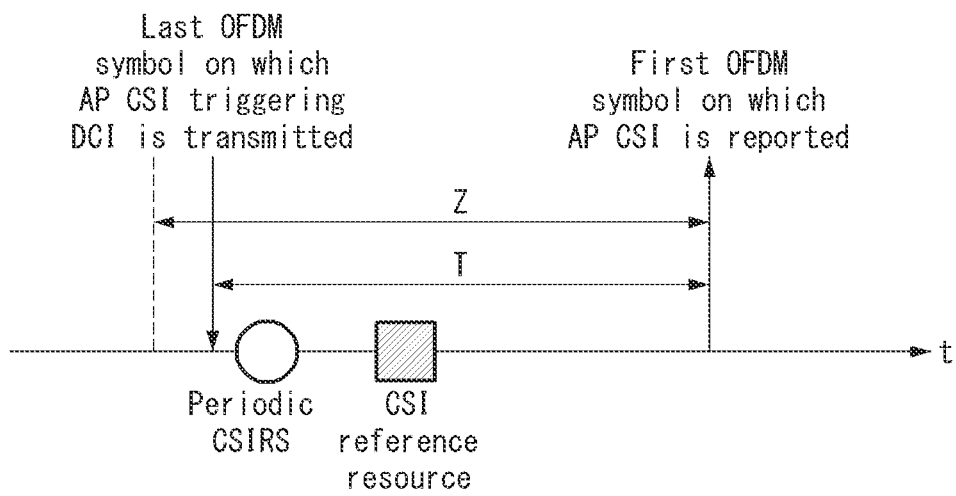 Last OFDM
symbol on which
AP CSI triggering
DCI is transmitted
First OFDM
symbol on which
AP CSI is reported
Z
T
t
Periodic
CSIRS
CSI
reference
resource